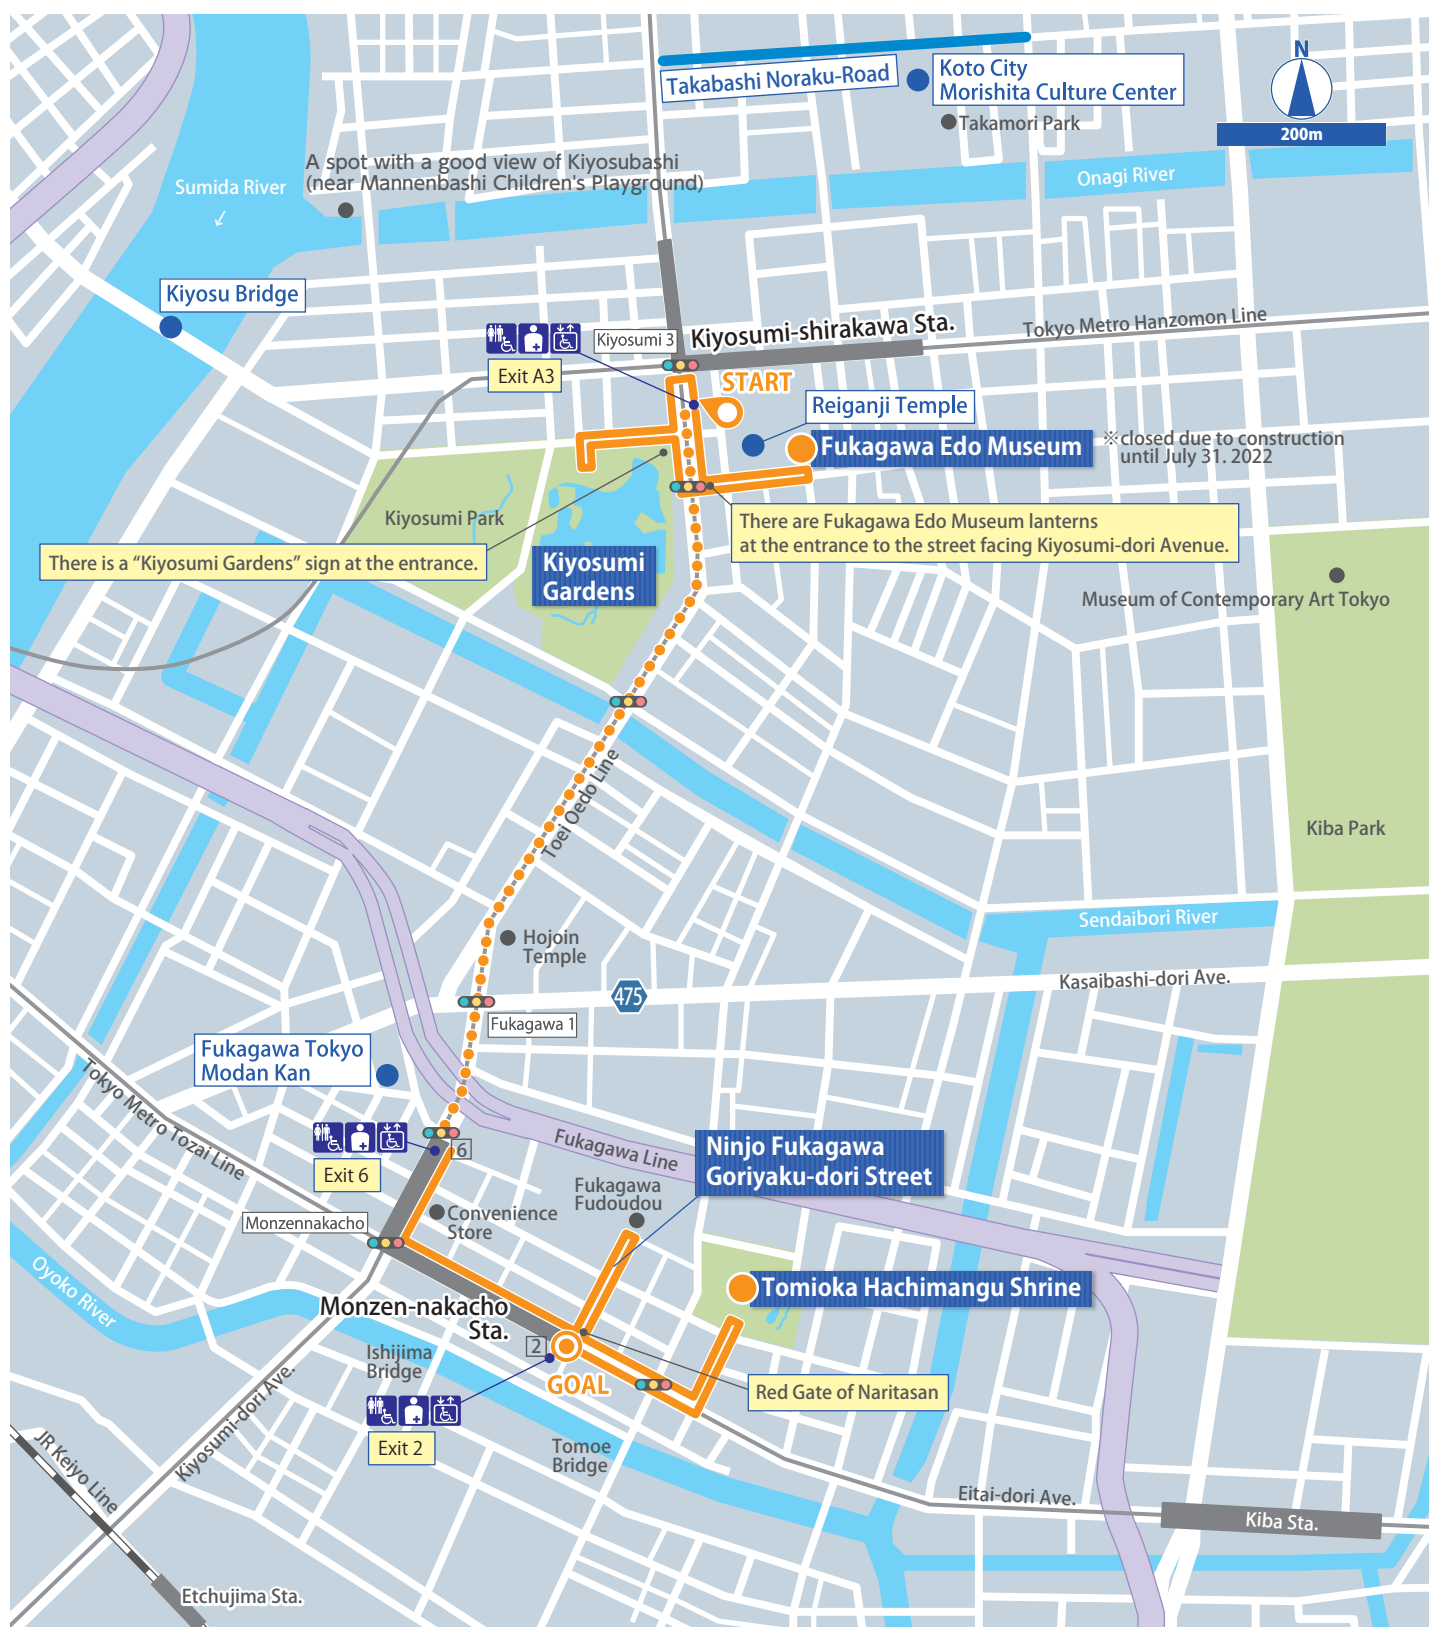 Takabashi Noraku-Road
Koto City
Morishita Culture Center
Takamori Park
N
200m
A spot with a good view of Kiyosubashi
(near Mannenbashi Children's Playground)
Sumida River
↙
Onagi River
Kiyosu Bridge
Kiyosumi 3
Kiyosumi-shirakawa Sta.
Tokyo Metro Hanzomon Line
Exit A3
START
Reiganji Temple
Fukagawa Edo Museum
※closed due to construction
until July 31. 2022
Kiyosumi Park
There are Fukagawa Edo Museum lanterns
at the entrance to the street facing Kiyosumi-dori Avenue.
There is a “Kiyosumi Gardens” sign at the entrance.
Kiyosumi
Gardens
Museum of Contemporary Art Tokyo
Toei Oedo Line
Kiba Park
Sendaibori River
Hojoin
Temple
Kasaibashi-dori Ave.
475
Fukagawa 1
Fukagawa Tokyo
Modan Kan
Tokyo Metro Tozai Line
Exit 6
6
Fukagawa Line
Ninjo Fukagawa
Goriyaku-dori Street
Fukagawa
Fudoudou
Convenience
Store
Monzennakacho
Oyoko River
Tomioka Hachimangu Shrine
Monzen-nakacho
Sta.
2
Ishijima
Bridge
GOAL
Red Gate of Naritasan
Exit 2
Kiyosumi-dori Ave.
Tomoe
Bridge
JR Keiyo Line
Eitai-dori Ave.
Kiba Sta.
Etchujima Sta.